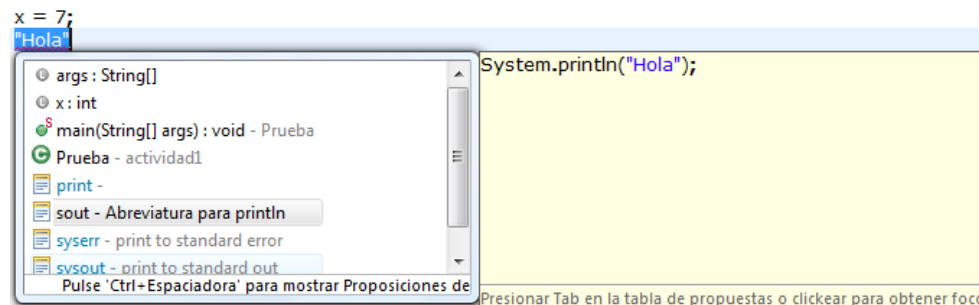 x = 7;
"Hola"
args : String[]
x : int
main(String[] args) : void - Prueba
Prueba - actividad1
print -
sout - Abreviatura para println
syserr - print to standard error
sysout - print to standard out
Pulse 'Ctrl+Espaciadora' para mostrar Proposiciones de
System.println("Hola");
Presionar Tab en la tabla de propuestas o clickear para obtener foco